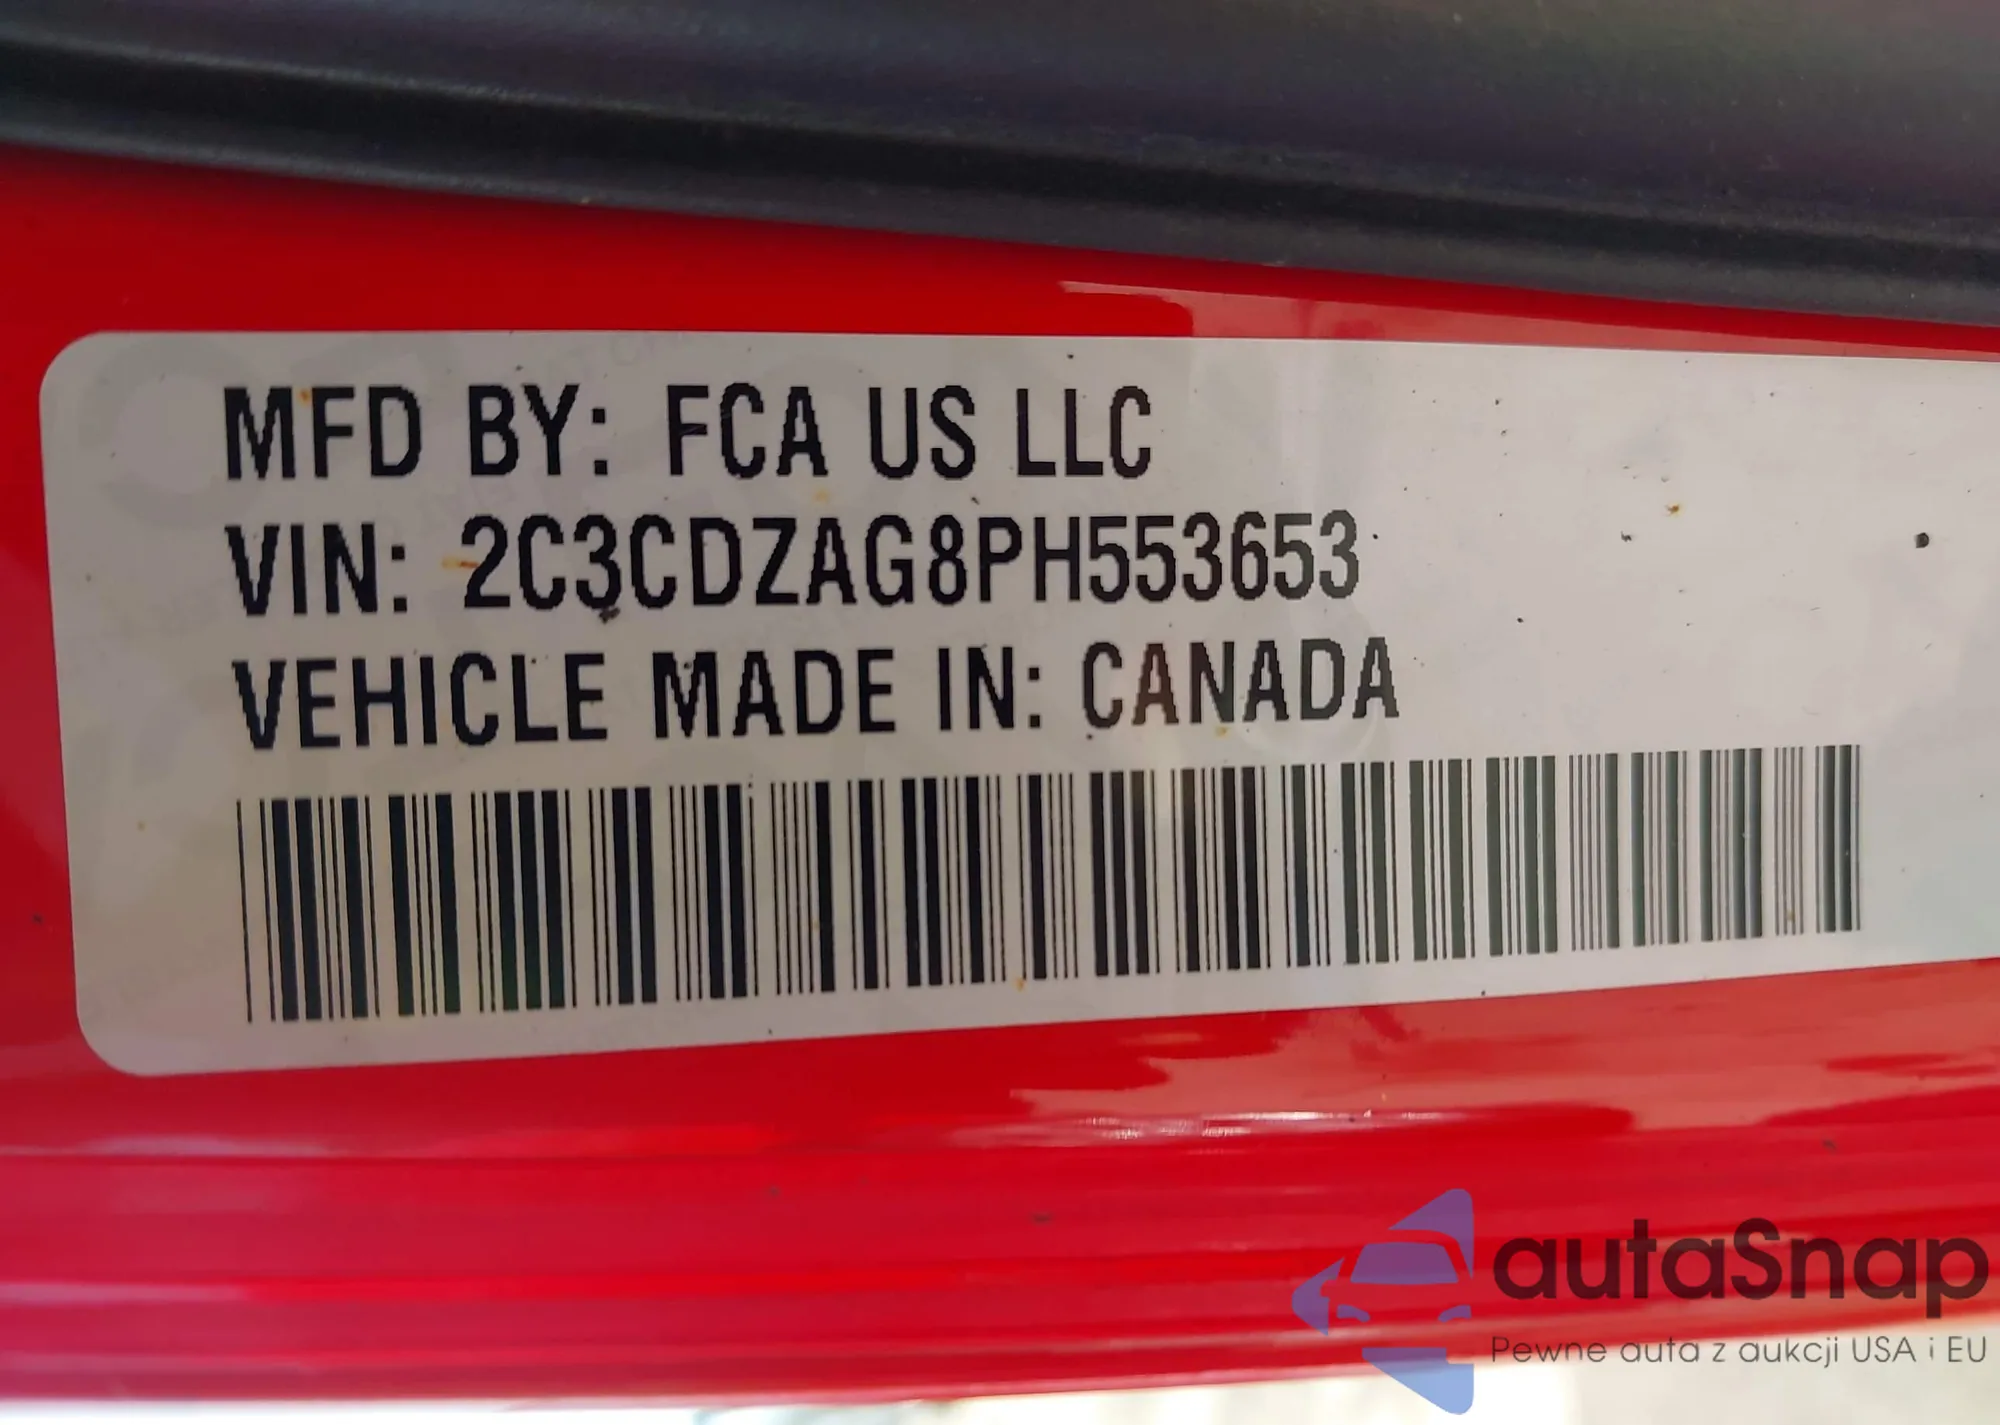 MFD BY: FCA US LLC
VIN: 2C3CDZAG8PH553653
VEHICLE MADE IN: CANADA
autaSnap
Pewne auta z aukcji USA i EU